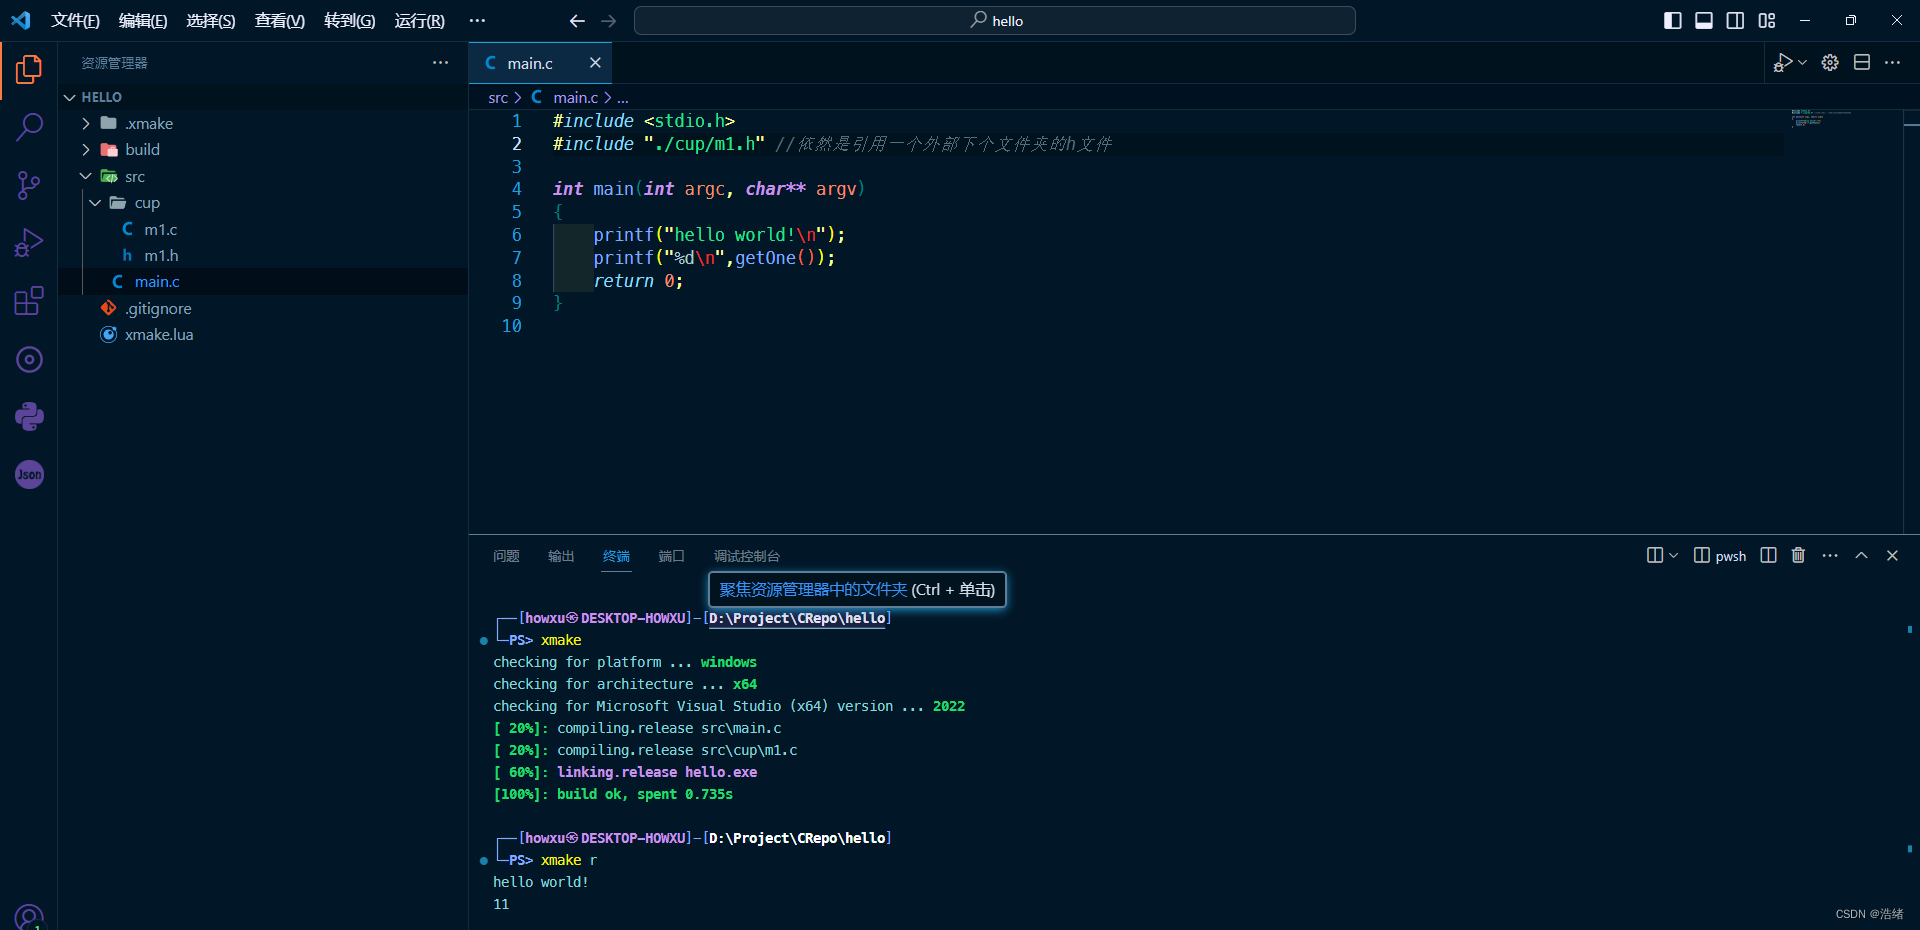 文件(F) 编辑(E) 选择(S) 查看(V) 转到(G) 运行(R) ··· hello
资源管理器 ···
HELLO
.xmake
build
src
cup
m1.c
m1.h
main.c
.gitignore
xmake.lua
Json
main.c
src > main.c > ...
1 #include <stdio.h>
2 #include "./cup/m1.h" //依然是引用一个外部下个文件夹的h文件
3
4 int main(int argc, char** argv)
5 {
6 printf("hello world!\n");
7 printf("%d\n",getOne());
8 return 0;
9 }
10
问题 输出 终端 端口 调试控制台 pwsh
聚焦资源管理器中的文件夹 (Ctrl + 单击)
┌──[howxu㉿DESKTOP-HOWXU]-[D:\Project\CRepo\hello]
└─PS> xmake
checking for platform ... windows
checking for architecture ... x64
checking for Microsoft Visual Studio (x64) version ... 2022
[ 20%]: compiling.release src\main.c
[ 20%]: compiling.release src\cup\m1.c
[ 60%]: linking.release hello.exe
[100%]: build ok, spent 0.735s
┌──[howxu㉿DESKTOP-HOWXU]-[D:\Project\CRepo\hello]
└─PS> xmake r
hello world!
11
CSDN @浩绪